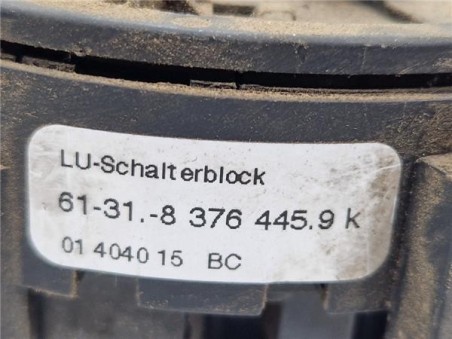 LU-Schalterblock
61-31.-8 376 445.9 k
01 404015 BC